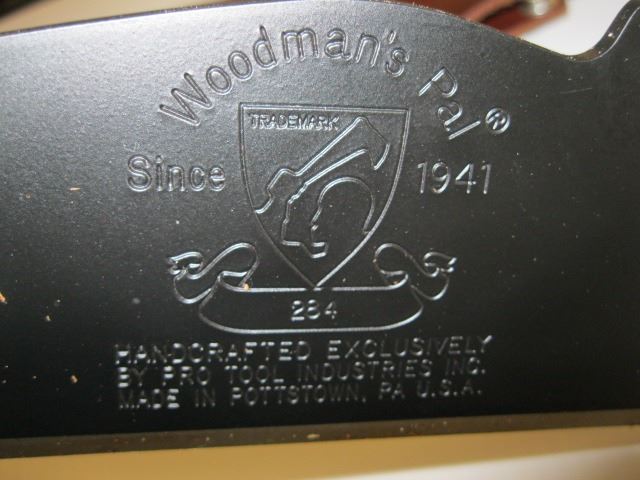 Woodman's Pal®
TRADEMARK
Since 1941
284
HANDCRAFTED EXCLUSIVELY
BY PRO TOOL INDUSTRIES INC.
MADE IN POTTSTOWN, PA U.S.A.